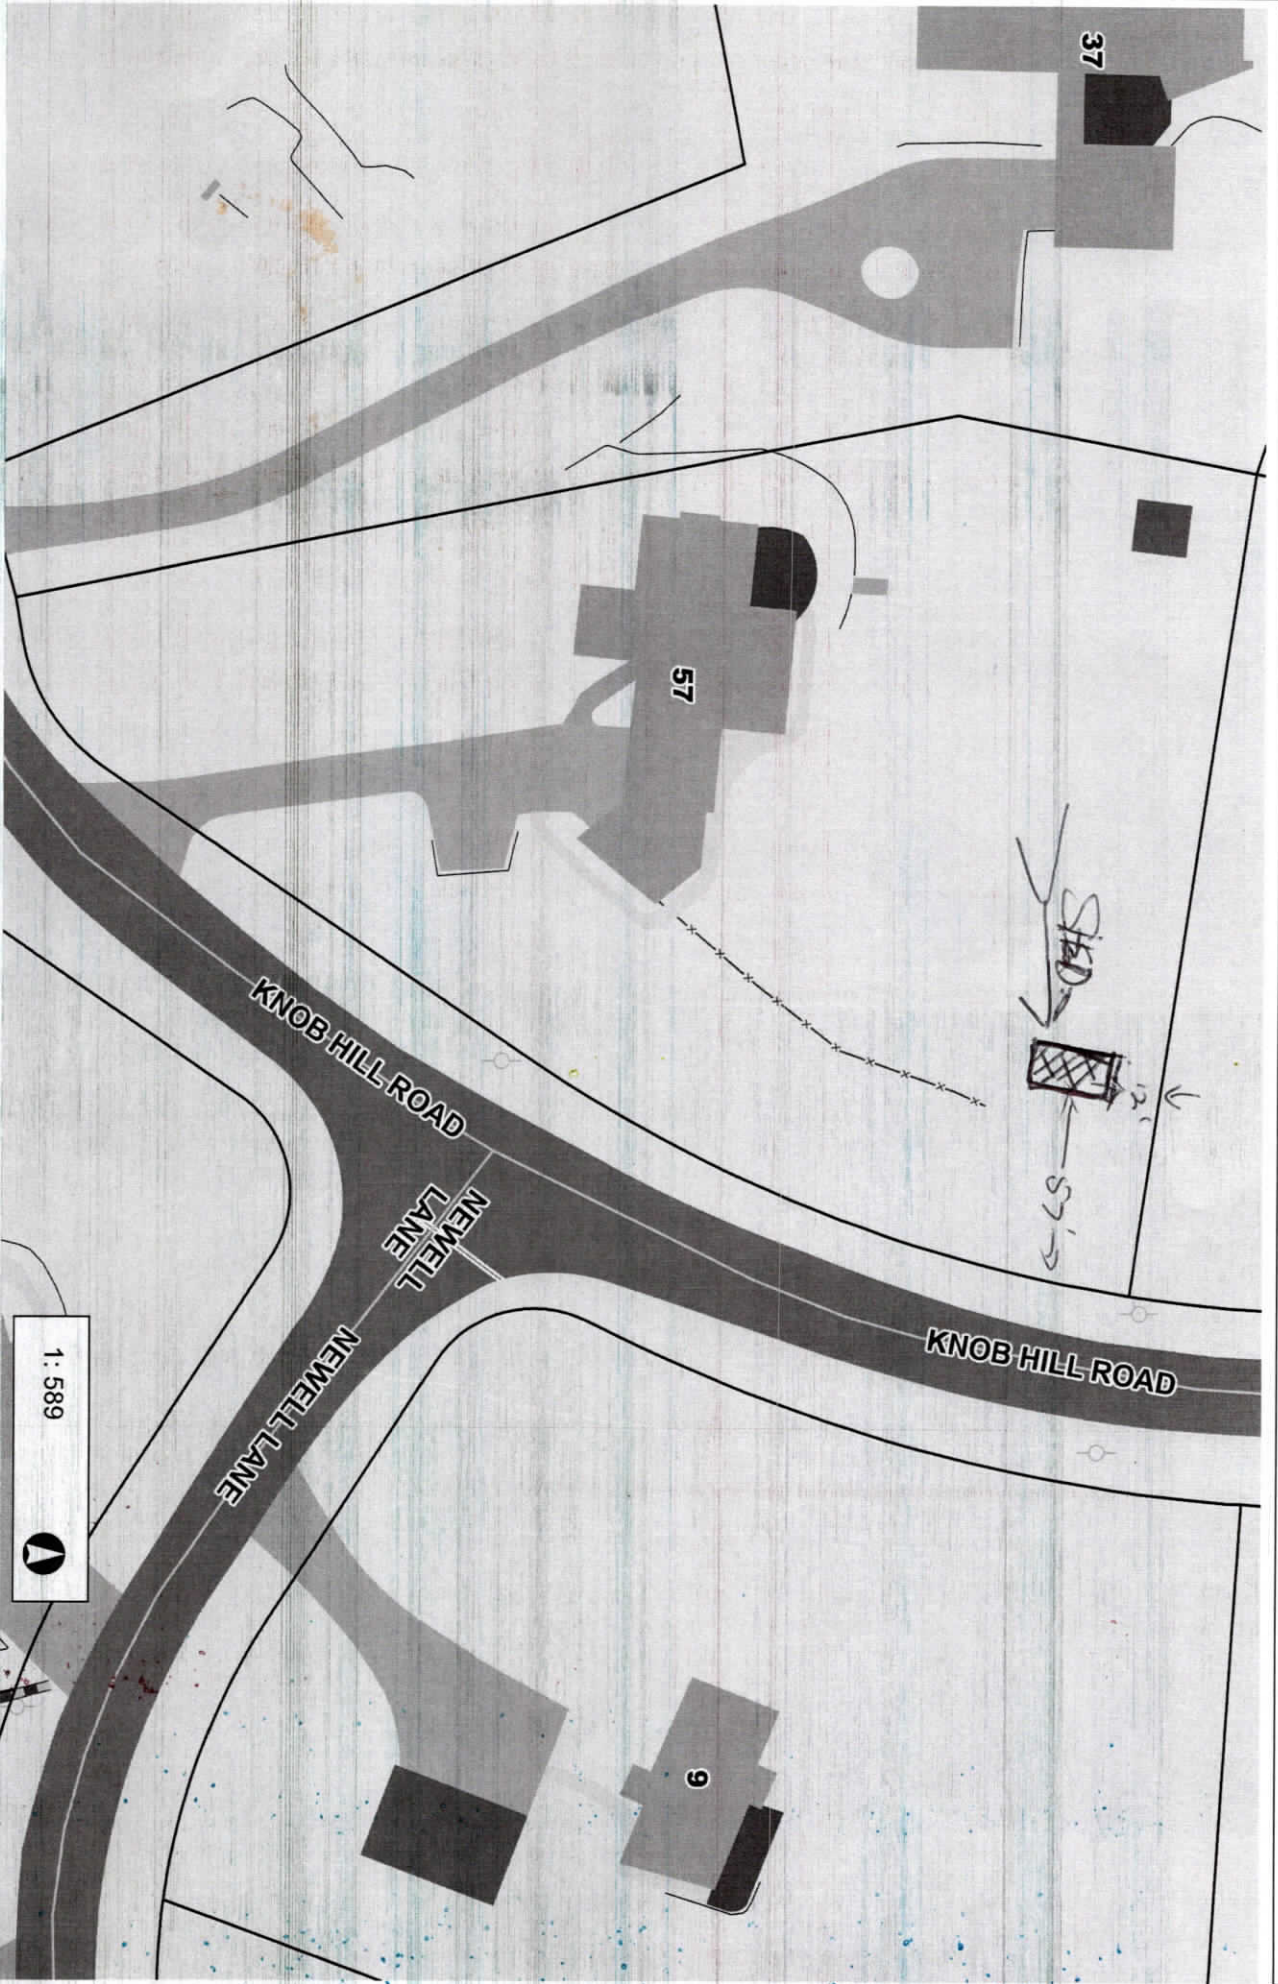 37
57
SHED
12'
57'
KNOB HILL ROAD
NEWELL
LANE
KNOB HILL ROAD
NEWELL LANE
1: 589
9